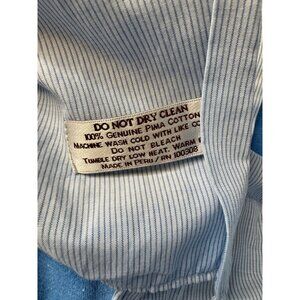 DO NOT DRY CLEAN
100% GENUINE PIMA COTTON
MACHINE WASH COLD WITH LIKE
DO NOT BLEACH
TUMBLE DRY LOW HEAT. WARM
MADE IN PERU / RN 100303